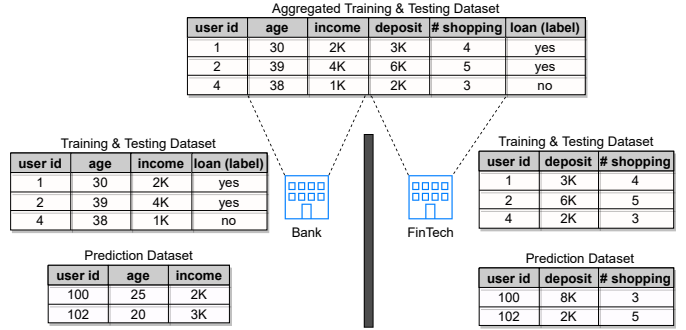 Aggregated Training & Testing Dataset
user id age income deposit # shopping loan (label)
1 30 2K 3K 4 yes
2 39 4K 6K 5 yes
4 38 1K 2K 3 no
Training & Testing Dataset
user id age income loan (label)
1 30 2K yes
2 39 4K yes
4 38 1K no
Bank
Prediction Dataset
user id age income
100 25 2K
102 20 3K
Training & Testing Dataset
user id deposit # shopping
1 3K 4
2 6K 5
4 2K 3
FinTech
Prediction Dataset
user id deposit # shopping
100 8K 3
102 2K 5